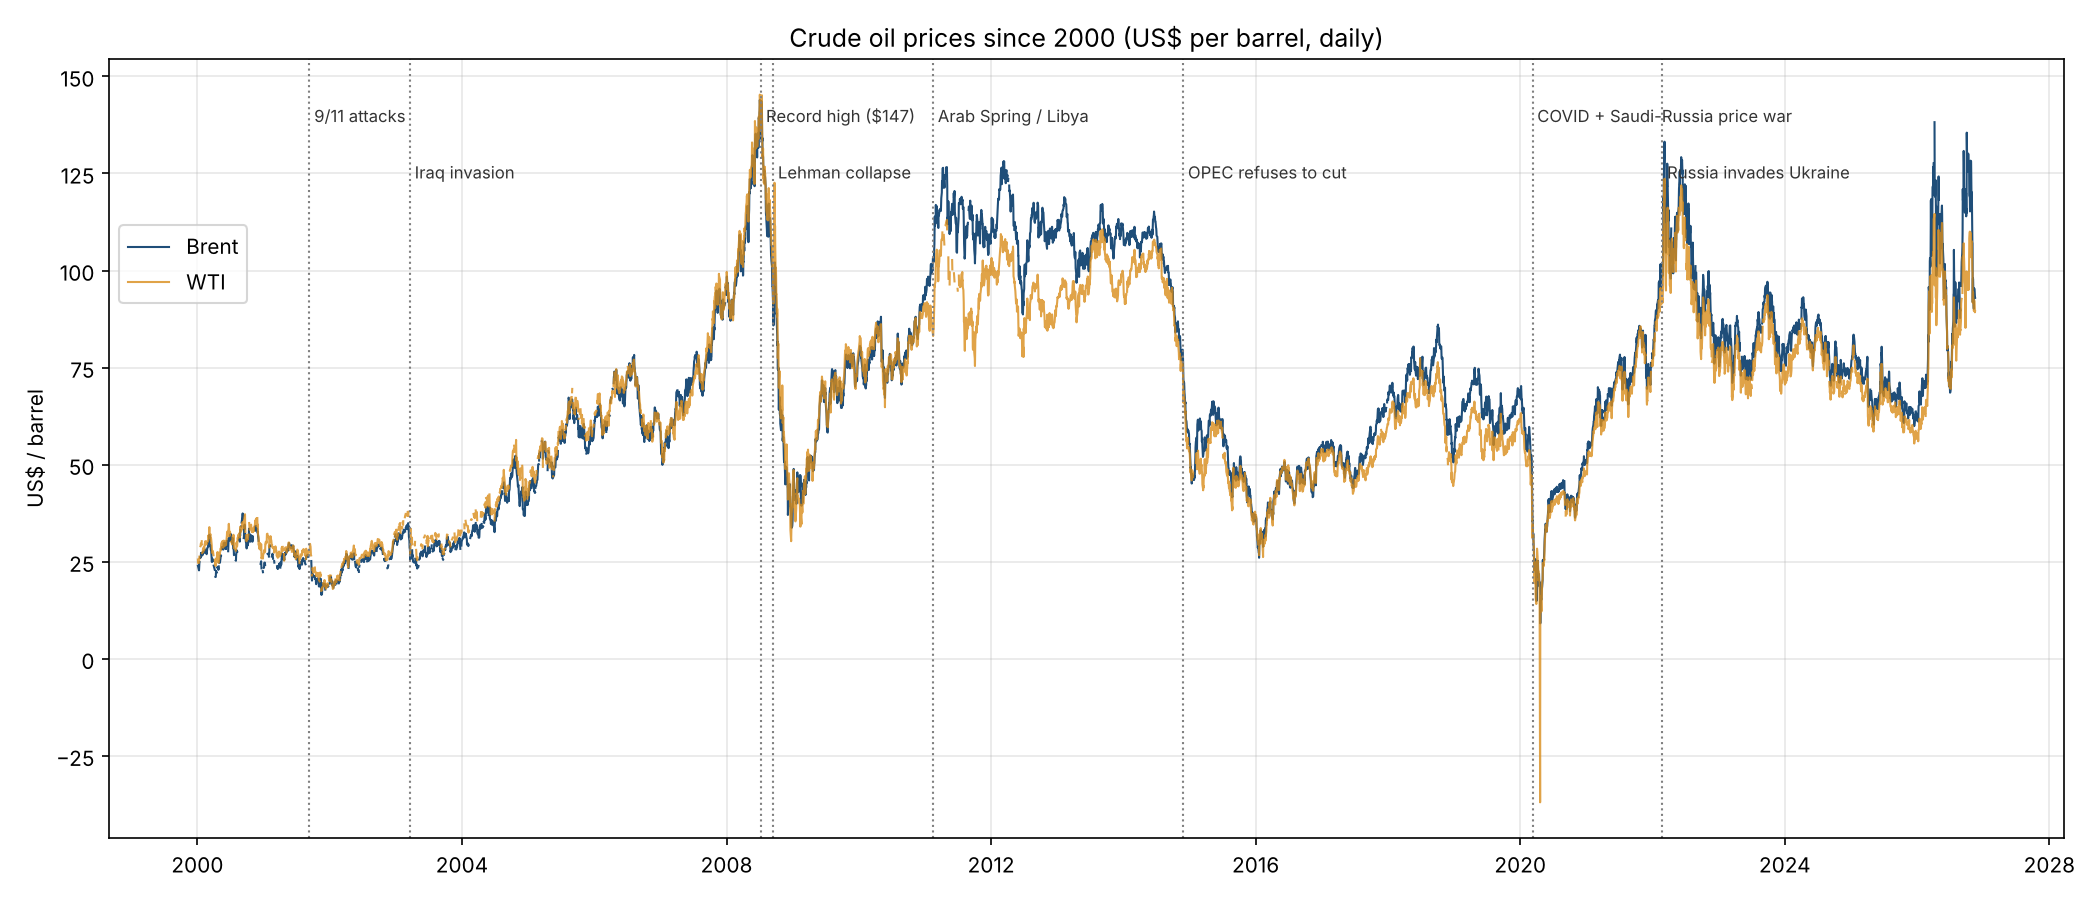 Crude oil prices since 2000 (US$ per barrel, daily)
US$ / barrel
150
125
100
75
50
25
0
−25
9/11 attacks
Iraq invasion
Record high ($147)
Lehman collapse
Arab Spring / Libya
OPEC refuses to cut
COVID + Saudi-Russia price war
Russia invades Ukraine
Brent
WTI
2000
2004
2008
2012
2016
2020
2024
2028